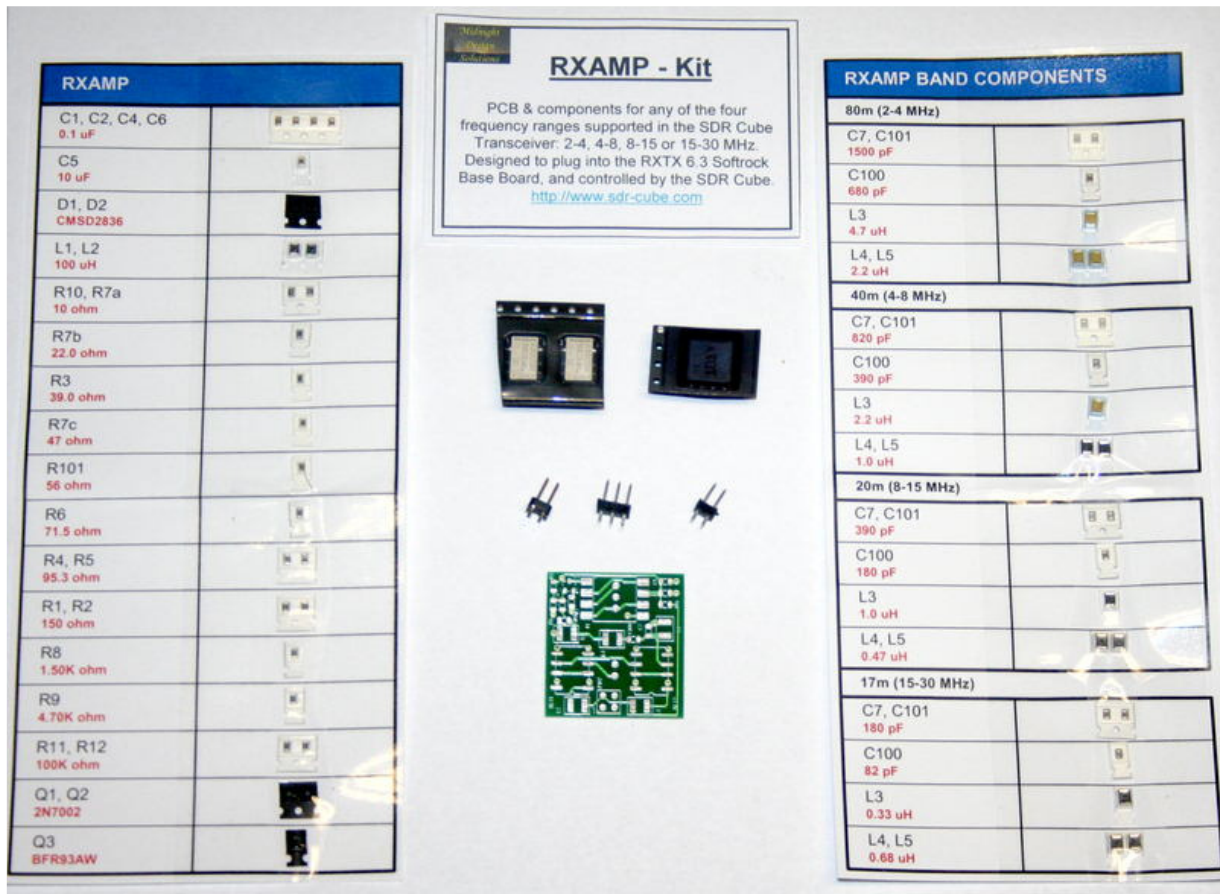 RXAMP
C1, C2, C4, C6
0.1 uF
C5
10 uF
D1, D2
CMSD2836
L1, L2
100 uH
R10, R7a
10 ohm
R7b
22.0 ohm
R3
39.0 ohm
R7c
47 ohm
R101
56 ohm
R6
71.5 ohm
R4, R5
95.3 ohm
R1, R2
150 ohm
R8
1.50K ohm
R9
4.70K ohm
R11, R12
100K ohm
Q1, Q2
2N7002
Q3
BFR93AW
Midnight
Design
Solutions
RXAMP - Kit
PCB & components for any of the four
frequency ranges supported in the SDR Cube
Transceiver: 2-4, 4-8, 8-15 or 15-30 MHz.
Designed to plug into the RXTX 6.3 Softrock
Base Board, and controlled by the SDR Cube.
http://www.sdr-cube.com
RXAMP BAND COMPONENTS
80m (2-4 MHz)
C7, C101
1500 pF
C100
680 pF
L3
4.7 uH
L4, L5
2.2 uH
40m (4-8 MHz)
C7, C101
820 pF
C100
390 pF
L3
2.2 uH
L4, L5
1.0 uH
20m (8-15 MHz)
C7, C101
390 pF
C100
180 pF
L3
1.0 uH
L4, L5
0.47 uH
17m (15-30 MHz)
C7, C101
180 pF
C100
82 pF
L3
0.33 uH
L4, L5
0.68 uH